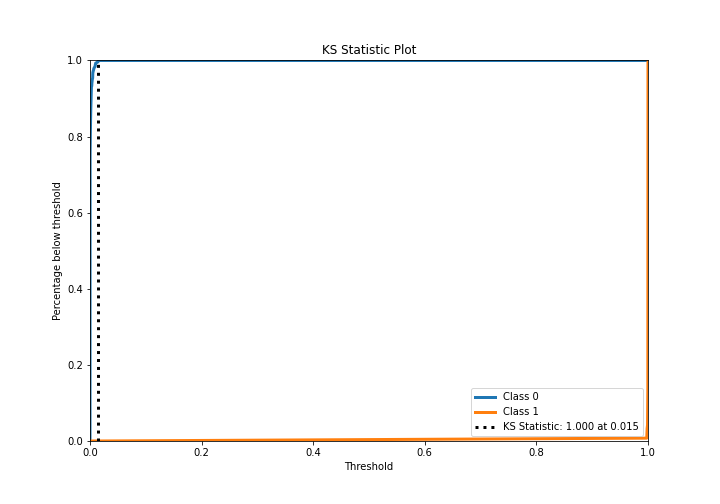 KS Statistic Plot
1.0
0.8
0.6
0.4
0.2
0.0
Percentage below threshold
0.0 0.2 0.4 0.6 0.8 1.0
Threshold
Class 0
Class 1
KS Statistic: 1.000 at 0.015